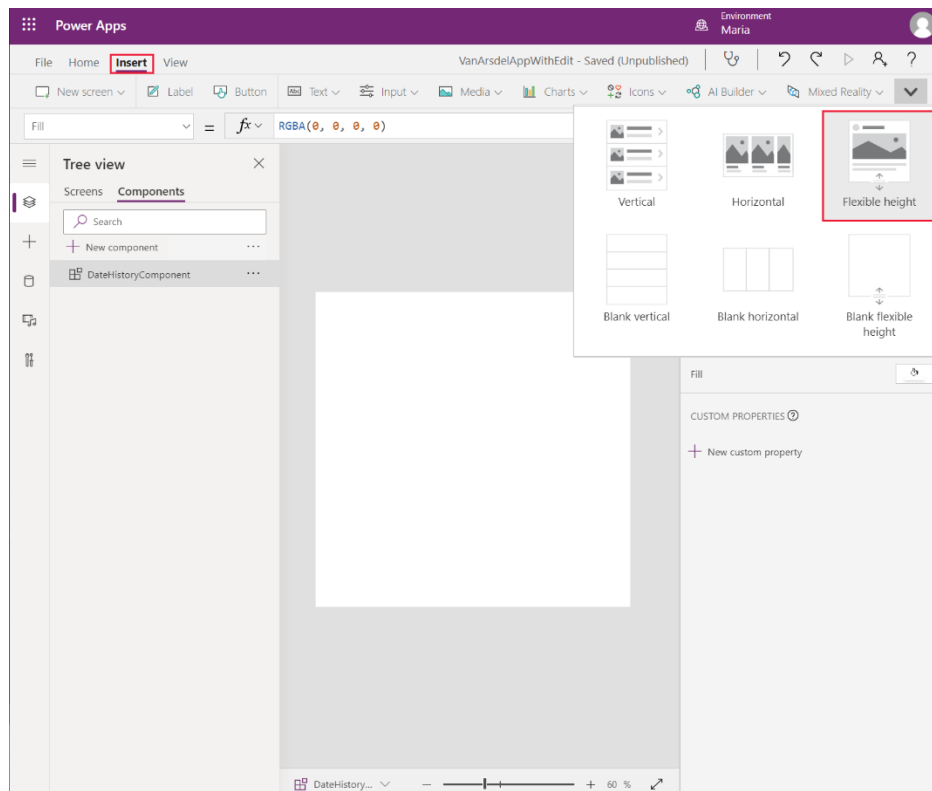 Power Apps
Environment
Maria
File Home Insert View
VanArsdelAppWithEdit - Saved (Unpublished)
New screen Label Button Abc Text Input Media Charts Icons AI Builder Mixed Reality
Fill = fx RGBA(0, 0, 0, 0)
Tree view
Screens Components
Search
New component ...
DateHistoryComponent ...
Vertical Horizontal Flexible height
Blank vertical Blank horizontal Blank flexible
height
Fill
CUSTOM PROPERTIES
New custom property
DateHistory... 60 %